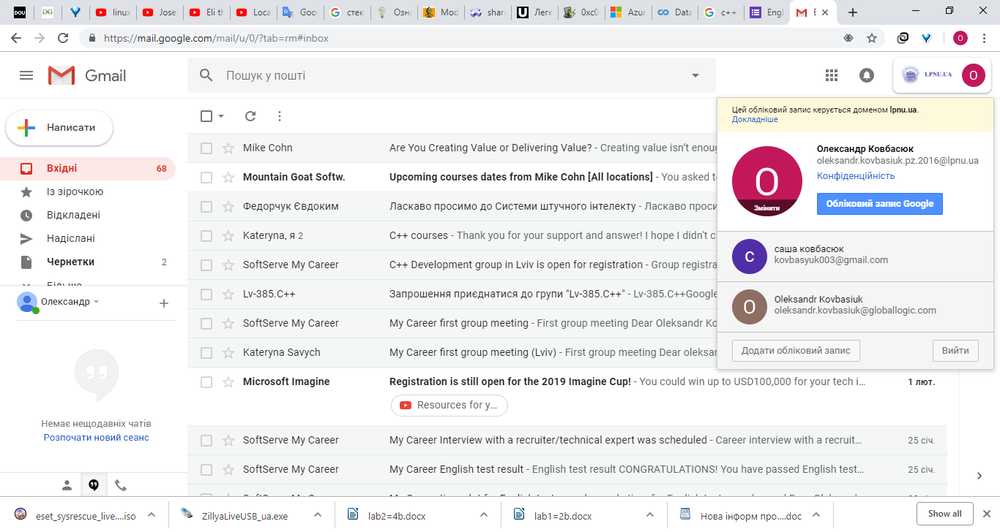 DOU
linux
Jose
Eli th
Loca
Goo
стек
Озна
Mod
shar
Леге
0xc0
Azur
Data
c++
Engl
https://mail.google.com/mail/u/0/?tab=rm#inbox
O
Gmail
Пошук у пошті
LPNU.UA
O
Написати
Вхідні 68
Із зірочкою
Відкладені
Надіслані
Чернетки 2
Більше
Олександр
Немає нещодавніх чатів
Розпочати новий сеанс
Mike Cohn Are You Creating Value or Delivering Value? - Creating value isn't enoug
Mountain Goat Softw. Upcoming courses dates from Mike Cohn [All locations] - You asked t
Федорчук Євдоким Ласкаво просимо до Системи штучного інтелекту - Ласкаво проси
Kateryna, я 2 C++ courses - Thank you for your support and answer! I hope I didn't c
SoftServe My Career C++ Development group in Lviv is open for registration - Group registra
Lv-385.C++ Запрошення приєднатися до групи "Lv-385.C++" - Lv-385.C++Google
SoftServe My Career My Career first group meeting - First group meeting Dear Oleksandr Ko
Kateryna Savych My Career first group meeting (Lviv) - First group meeting Dear oleksan
Microsoft Imagine Registration is still open for the 2019 Imagine Cup! - You could win up to USD100,000 for your tech i… 1 лют.
Resources for y…
SoftServe My Career My Career Interview with a recruiter/technical expert was scheduled - Career interview with a recruit… 25 січ.
SoftServe My Career My Career English test result - English test result CONGRATULATIONS! You have passed English test… 25 січ.
Цей обліковий запис керується доменом lpnu.ua.
Докладніше
O
Змінити
Олександр Ковбасюк
oleksandr.kovbasiuk.pz.2016@lpnu.ua
Конфіденційність
Обліковий запис Google
с
саша ковбасюк
kovbasyuk003@gmail.com
O
Oleksandr Kovbasiuk
oleksandr.kovbasiuk@globallogic.com
Додати обліковий запис
Вийти
eset_sysrescue_live....iso
ZillyaLiveUSB_ua.exe
lab2=4b.docx
lab1=2b.docx
Нова інформ про....doc
Show all